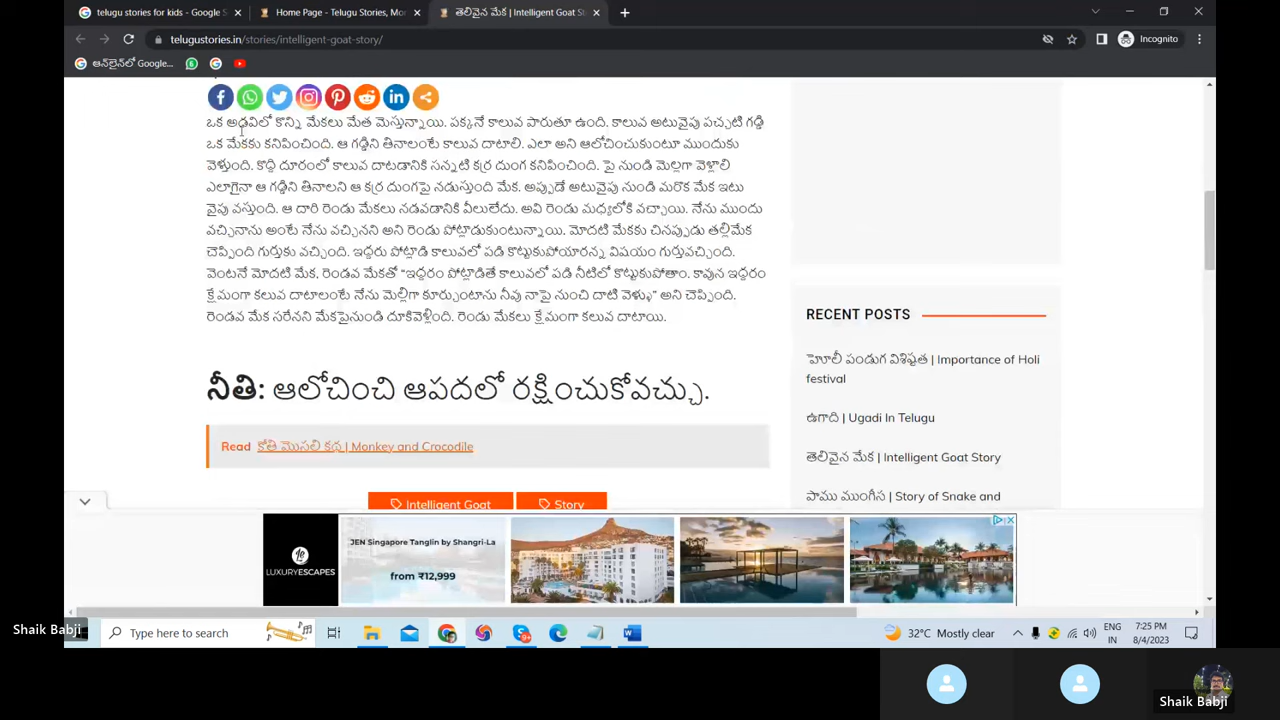 telugu stories for kids - Google S
Home Page - Telugu Stories, Mor
తెలివైన మేక | Intelligent Goat Sto
telugustories.in/stories/intelligent-goat-story/
Incognito
ఆన్‌లైన్‌లో Google...
ఒక అడవిలో కొన్ని మేకలు మేత మెస్తున్నాయి. పక్కనే కాలువ పారుతూ ఉంది. కాలువ అటువైపు పచ్చటి గడ్డి
ఒక మేకకు కనిపించింది. ఆ గడ్డిని తినాలంటే కాలువ దాటాలి. ఎలా అని ఆలోచించుకుంటూ ముందుకు
వెళ్తుంది. కొద్ది దూరంలో కాలువ దాటడానికి సన్నటి కర్ర దుంగ కనిపించింది. పై నుండి మెల్లగా వెళ్లాలి
ఎలాగైనా ఆ గడ్డిని తినాలని ఆ కర్ర దుంగపై నడుస్తుంది మేక. అప్పుడే అటువైపు నుండి మరొక మేక ఇటు
వైపు వస్తుంది. ఆ దారి రెండు మేకలు నడవడానికి వీలులేదు. అవి రెండు మధ్యలోకి వచ్చాయి. నేను ముందు
వచ్చినాను అంటే నేను వచ్చినని అని రెండు పోట్లాడుకుంటున్నాయి. మోదటి మేకకు చినప్పుడు తల్లిమేక
చెప్పింది గుర్తుకు వచ్చింది. ఇద్దరు పోట్లాడి కాలువలో పడి కొట్టుకుపోయారన్న విషయం గుర్తువచ్చింది.
వెంటనే మోదటి మేక, రెండవ మేకతో "ఇద్దరం పోట్లాడితే కాలువలో పడి నీటిలో కొట్టుకుపోతాం. కావున ఇద్దరం
క్షేమంగా కలువ దాటాలంటే నేను మెల్లిగా కూర్చుంటాను నీవు నాపై నుంచి దాటి వెళ్ళు" అని చెప్పింది.
రెండవ మేక సరేనని మేకపైనుండి దూకివెళ్లింది. రెండు మేకలు క్షేమంగా కలువ దాటాయి.
నీతి: ఆలోచించి ఆపదలో రక్షించుకోవచ్చు.
Read కోతి మొసలి కథ | Monkey and Crocodile
Intelligent Goat
Story
RECENT POSTS
హెూలీ పండుగ విశిష్టత | Importance of Holi
festival
ఉగాది | Ugadi In Telugu
తెలివైన మేక | Intelligent Goat Story
పాము ముంగీస | Story of Snake and
LUXURYESCAPES
JEN Singapore Tanglin by Shangri-La
from ₹12,999
Shaik Babji
Type here to search
32°C Mostly clear
ENG
IN
7:25 PM
8/4/2023
Shaik Babji